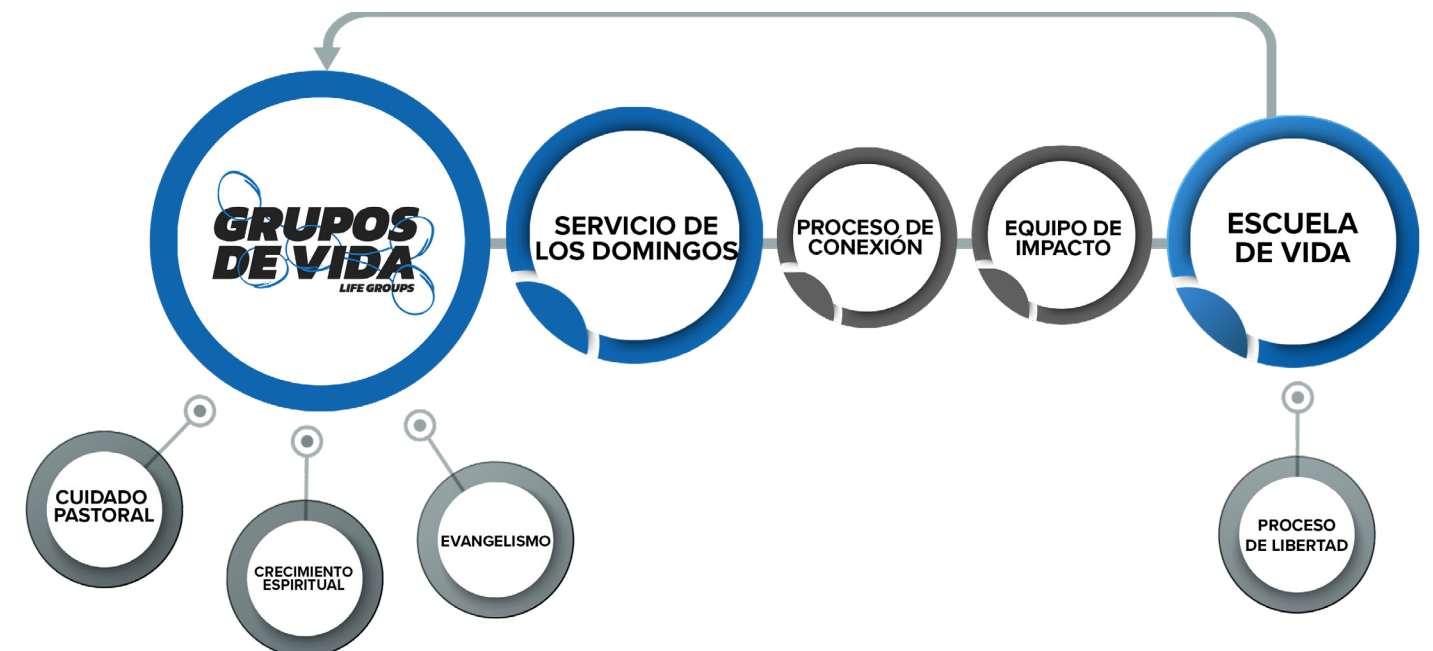 GRUPOS
DE VIDA
LIFE GROUPS
SERVICIO DE
LOS DOMINGOS
PROCESO DE
CONEXIÓN
EQUIPO DE
IMPACTO
ESCUELA
DE VIDA
CUIDADO
PASTORAL
CRECIMIENTO
ESPIRITUAL
EVANGELISMO
PROCESO
DE LIBERTAD